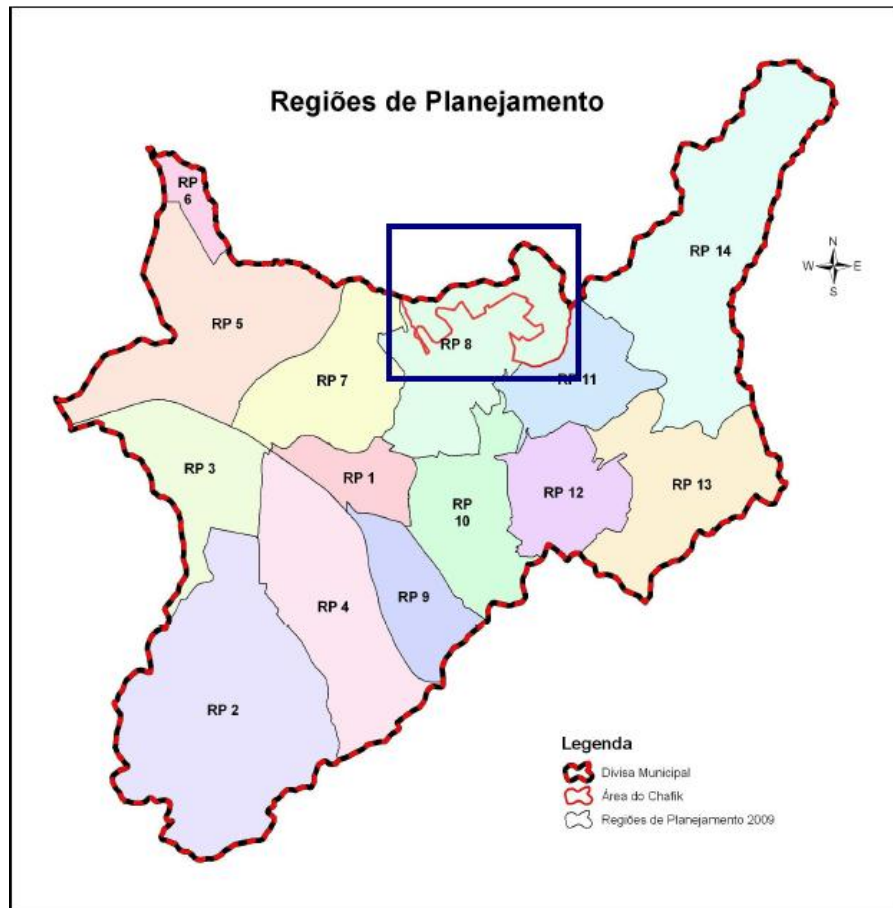 Regiões de Planejamento
RP
6
RP 14
N
W E
S
RP 5
RP 8
RP 7
RP 11
RP 3
RP 1
RP 12
RP 13
RP
10
RP 4
RP 9
RP 2
Legenda
Divisa Municipal
Área do Chafik
Regiões de Planejamento 2009